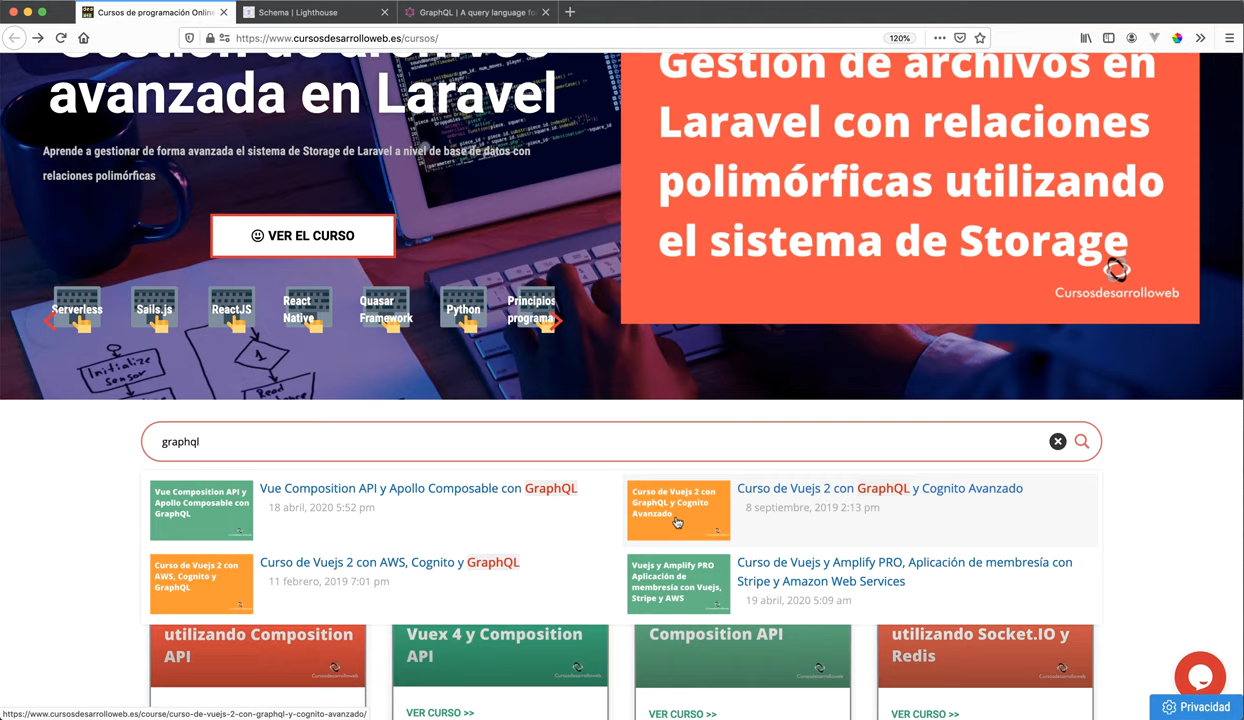 Cursos de programación Online
Schema | Lighthouse
GraphQL | A query language fo
https://www.cursosdesarrolloweb.es/cursos/
120%
avanzada en Laravel
Aprende a gestionar de forma avanzada el sistema de Storage de Laravel a nivel de base de datos con
relaciones polimórficas
VER EL CURSO
Serverless
Sails.js
ReactJS
React
Native
Quasar
Framework
Python
Principios
programa
Gestión de archivos en
Laravel con relaciones
polimórficas utilizando
el sistema de Storage
Cursosdesarrolloweb
Initialize
Sensor
graphql
Vue Composition API y
Apollo Composable con
GraphQL
Vue Composition API y Apollo Composable con GraphQL
18 abril, 2020 5:52 pm
Curso de Vuejs 2 con
GraphQL y Cognito
Avanzado
Curso de Vuejs 2 con GraphQL y Cognito Avanzado
8 septiembre, 2019 2:13 pm
Curso de Vuejs 2 con
AWS, Cognito y
GraphQL
Curso de Vuejs 2 con AWS, Cognito y GraphQL
11 febrero, 2019 7:01 pm
Vuejs y Amplify PRO
Aplicación de
membresía con Vuejs,
Stripe y AWS
Curso de Vuejs y Amplify PRO, Aplicación de membresía con
Stripe y Amazon Web Services
19 abril, 2020 5:09 am
utilizando Composition
API
Cursosdesarrolloweb
Vuex 4 y Composition
API
Cursosdesarrolloweb
VER CURSO >>
Composition API
Cursosdesarrolloweb
VER CURSO >>
utilizando Socket.IO y
Redis
Cursosdesarrolloweb
VER CURSO >>
Privacidad
https://www.cursosdesarrolloweb.es/course/curso-de-vuejs-2-con-graphql-y-cognito-avanzado/